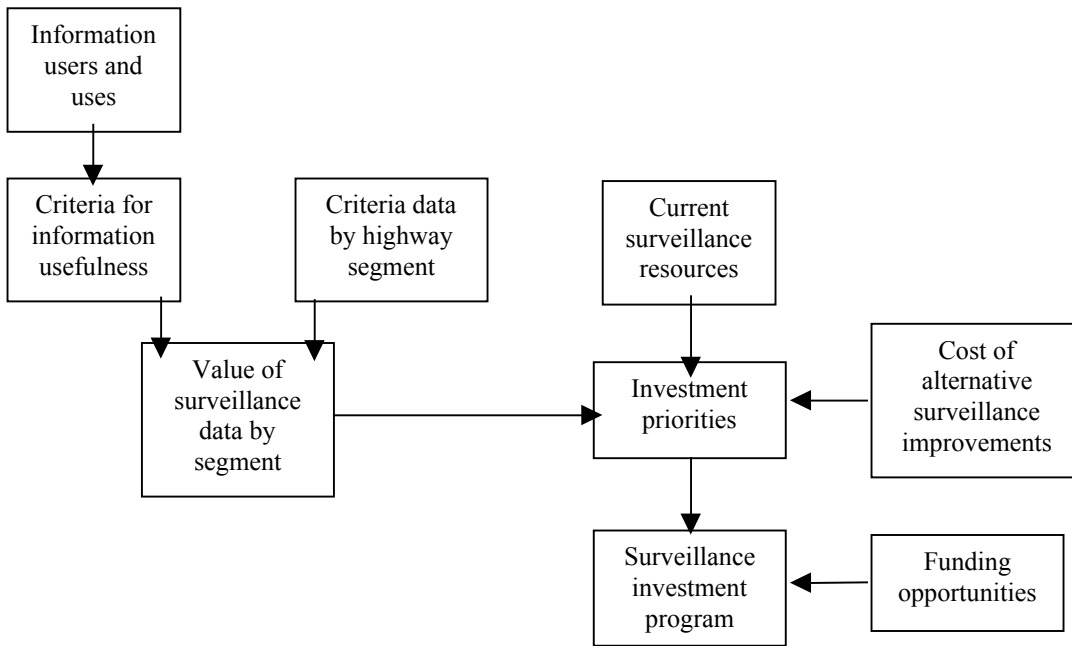 Information
users and
uses
Criteria for
information
usefulness
Criteria data
by highway
segment
Current
surveillance
resources
Value of
surveillance
data by
segment
Investment
priorities
Cost of
alternative
surveillance
improvements
Surveillance
investment
program
Funding
opportunities